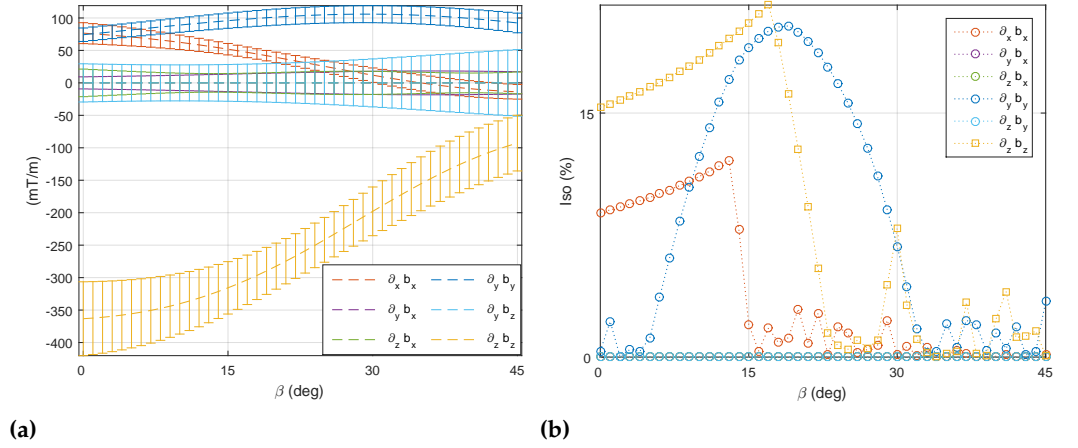 100
50
0
-50
-100
-150
-200
-250
-300
-350
-400
(mT/m)
0 15 30 45
β (deg)
∂x bx ∂y by
∂y bx ∂y bz
∂z bx ∂z bz
(a)
15
0
Iso (%)
0 15 30 45
β (deg)
∂x bx
∂y bx
∂z bx
∂y by
∂z by
∂z bz
(b)